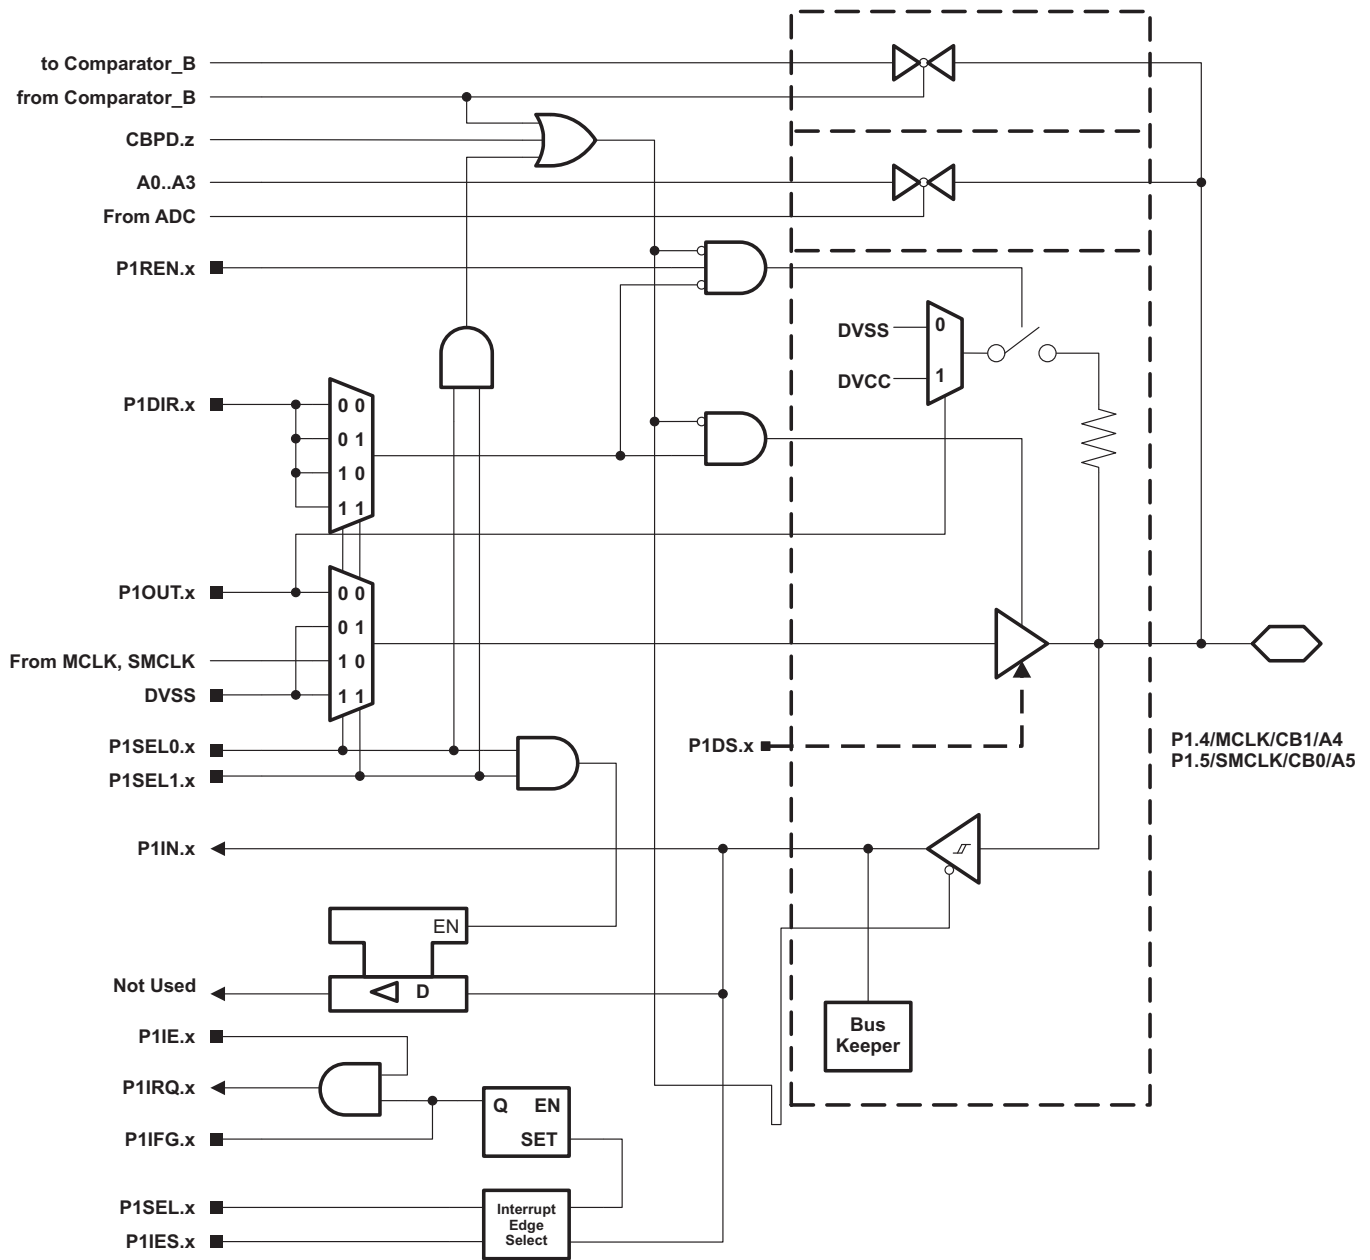 to Comparator_B
from Comparator_B
CBPD.z
A0..A3
From ADC
P1REN.x
DVSS
0
DVCC
1
P1DIR.x
0 0
0 1
1 0
1 1
P1OUT.x
0 0
0 1
From MCLK, SMCLK
1 0
DVSS
1 1
P1SEL0.x
P1SEL1.x
P1DS.x
P1.4/MCLK/CB1/A4
P1.5/SMCLK/CB0/A5
P1IN.x
EN
Not Used
D
Bus
Keeper
P1IE.x
P1IRQ.x
Q EN
SET
P1IFG.x
P1SEL.x
P1IES.x
Interrupt
Edge
Select